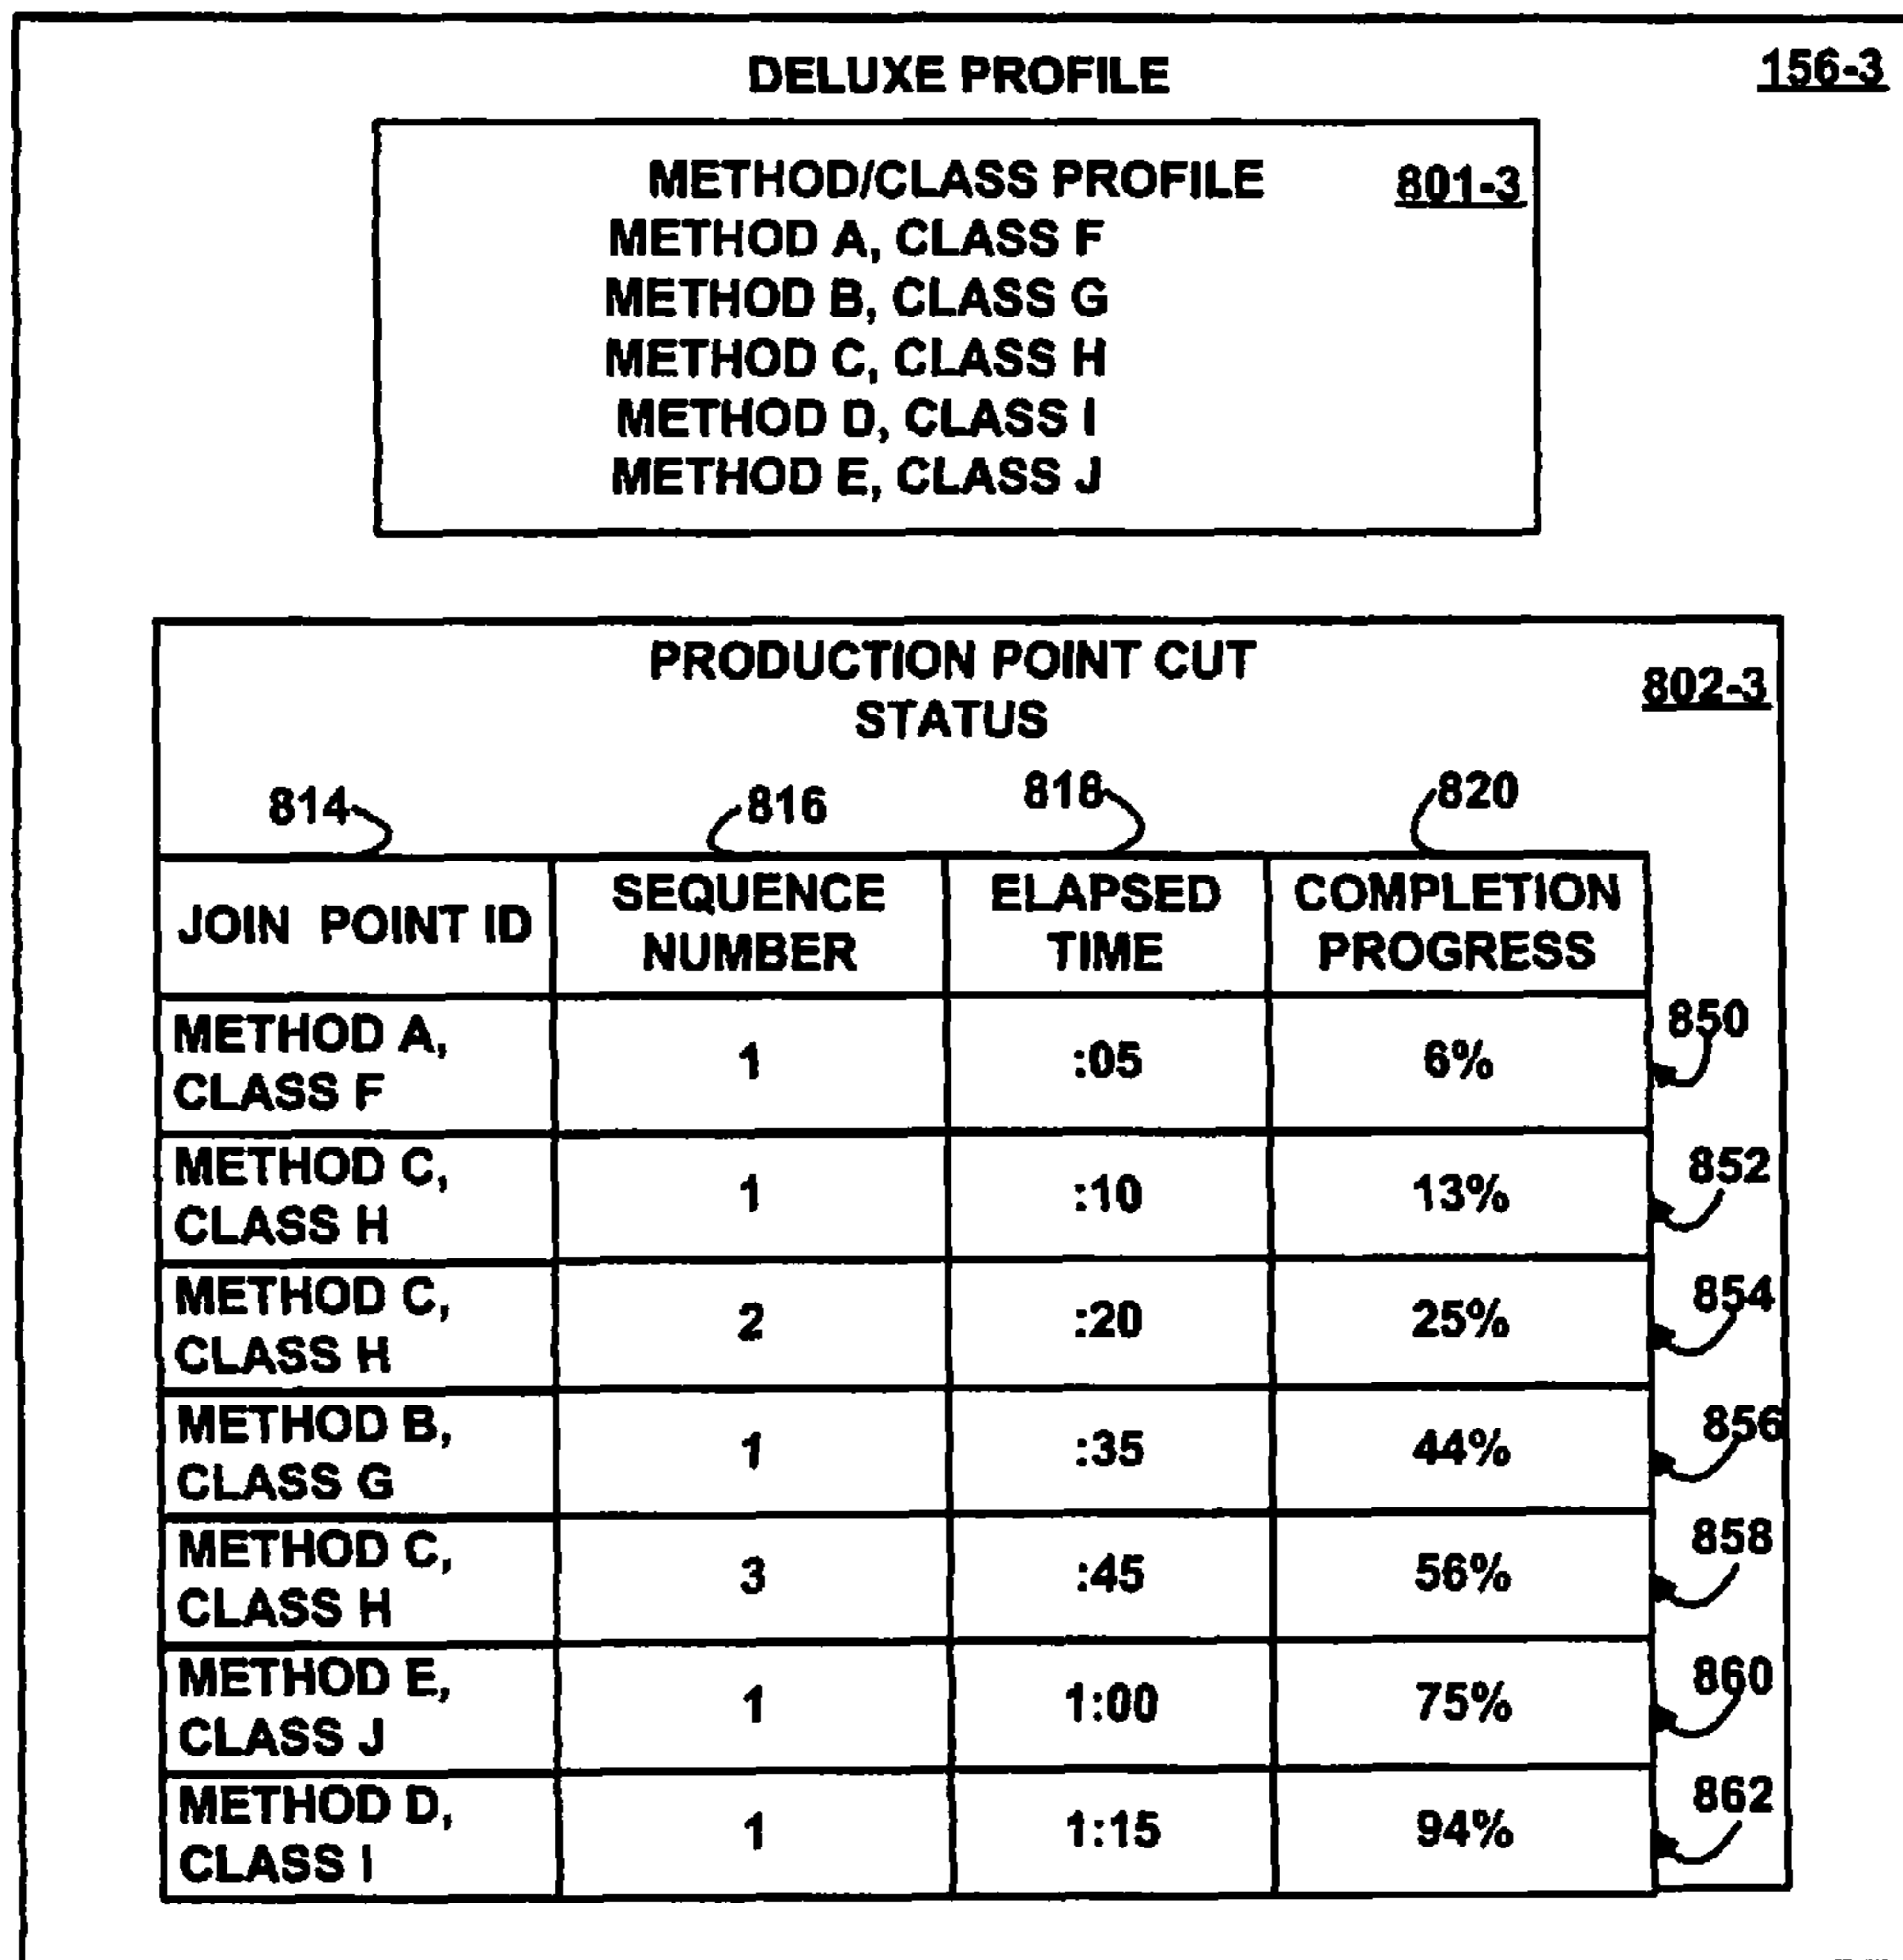 DELUXE PROFILE 156-3
METHOD/CLASS PROFILE 801-3
METHOD A, CLASS F
METHOD B, CLASS G
METHOD C, CLASS H
METHOD D, CLASS I
METHOD E, CLASS J
PRODUCTION POINT CUT
STATUS
802-3
814 816 818 820
JOIN POINT ID
SEQUENCE
NUMBER
ELAPSED
TIME
COMPLETION
PROGRESS
METHOD A,
CLASS F
1 :05 6% 850
METHOD C,
CLASS H
1 :10 13% 852
METHOD C,
CLASS H
2 :20 25% 854
METHOD B,
CLASS G
1 :35 44% 856
METHOD C,
CLASS H
3 :45 56% 858
METHOD E,
CLASS J
1 1:00 75% 860
METHOD D,
CLASS I
1 1:15 94% 862